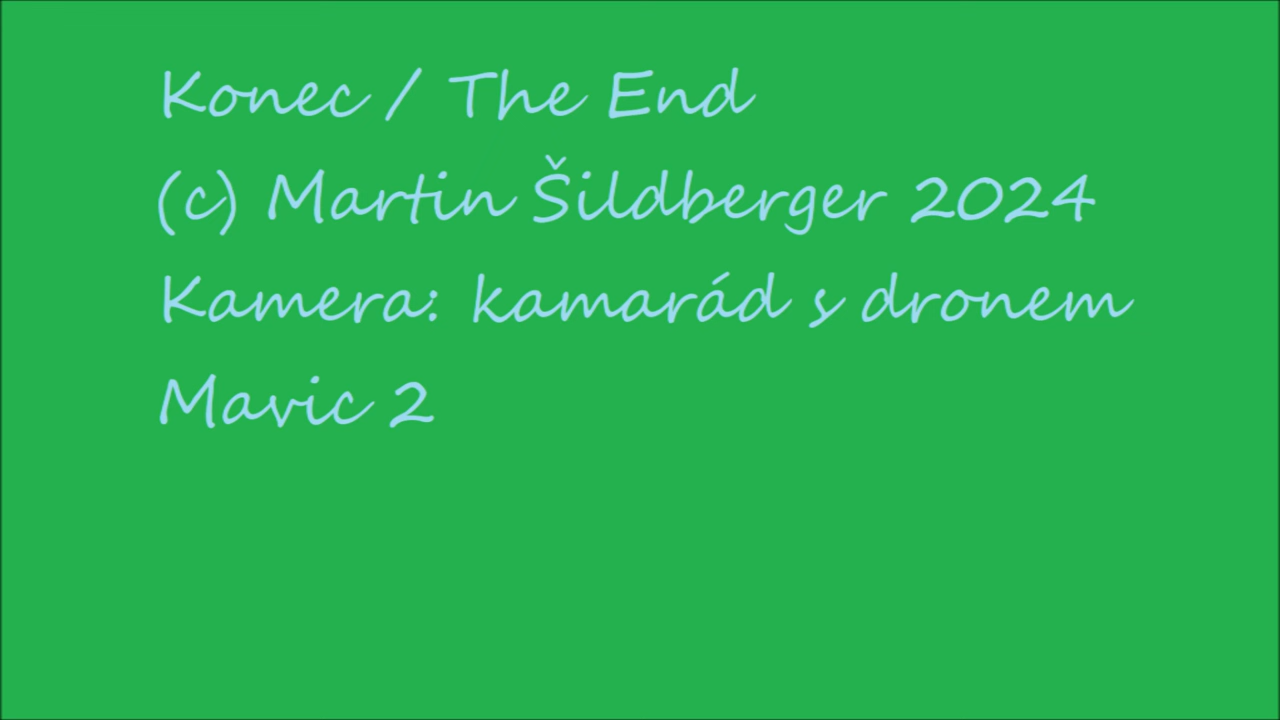 Konec / The End
(c) Martin Šildberger 2024
Kamera: kamarád s dronem
Mavic 2